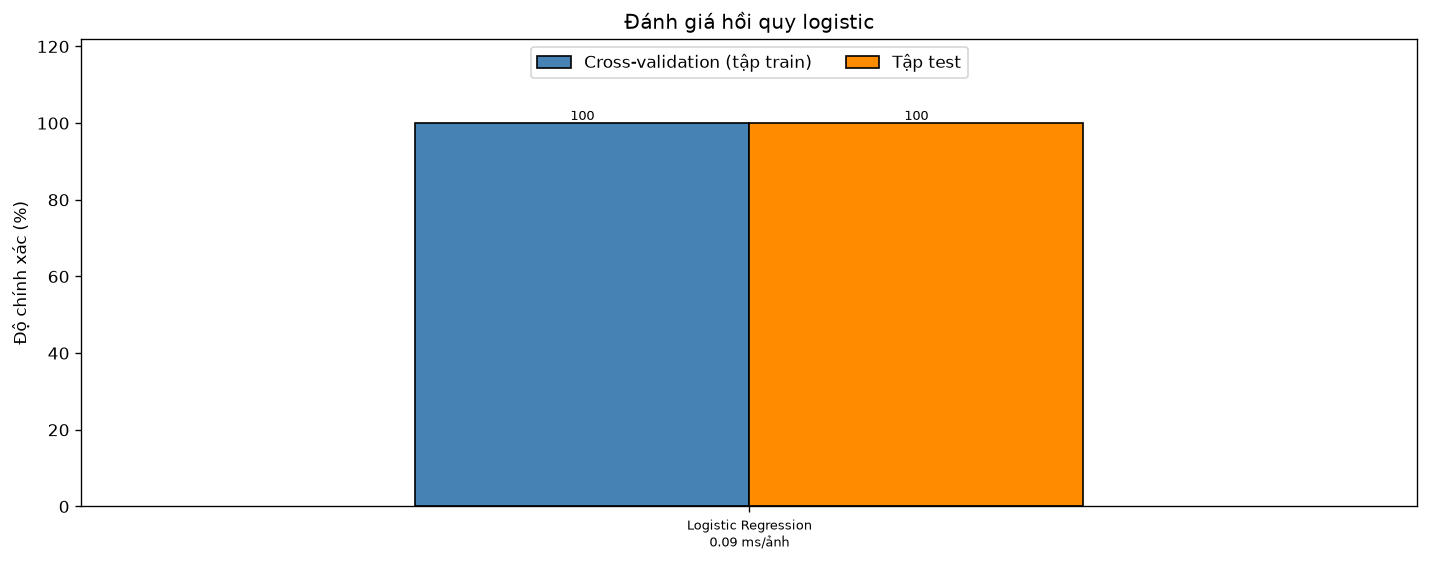 Đánh giá hồi quy logistic
Cross-validation (tập train)
Tập test
Độ chính xác (%)
120
100
80
60
40
20
0
100
100
Logistic Regression
0.09 ms/ảnh